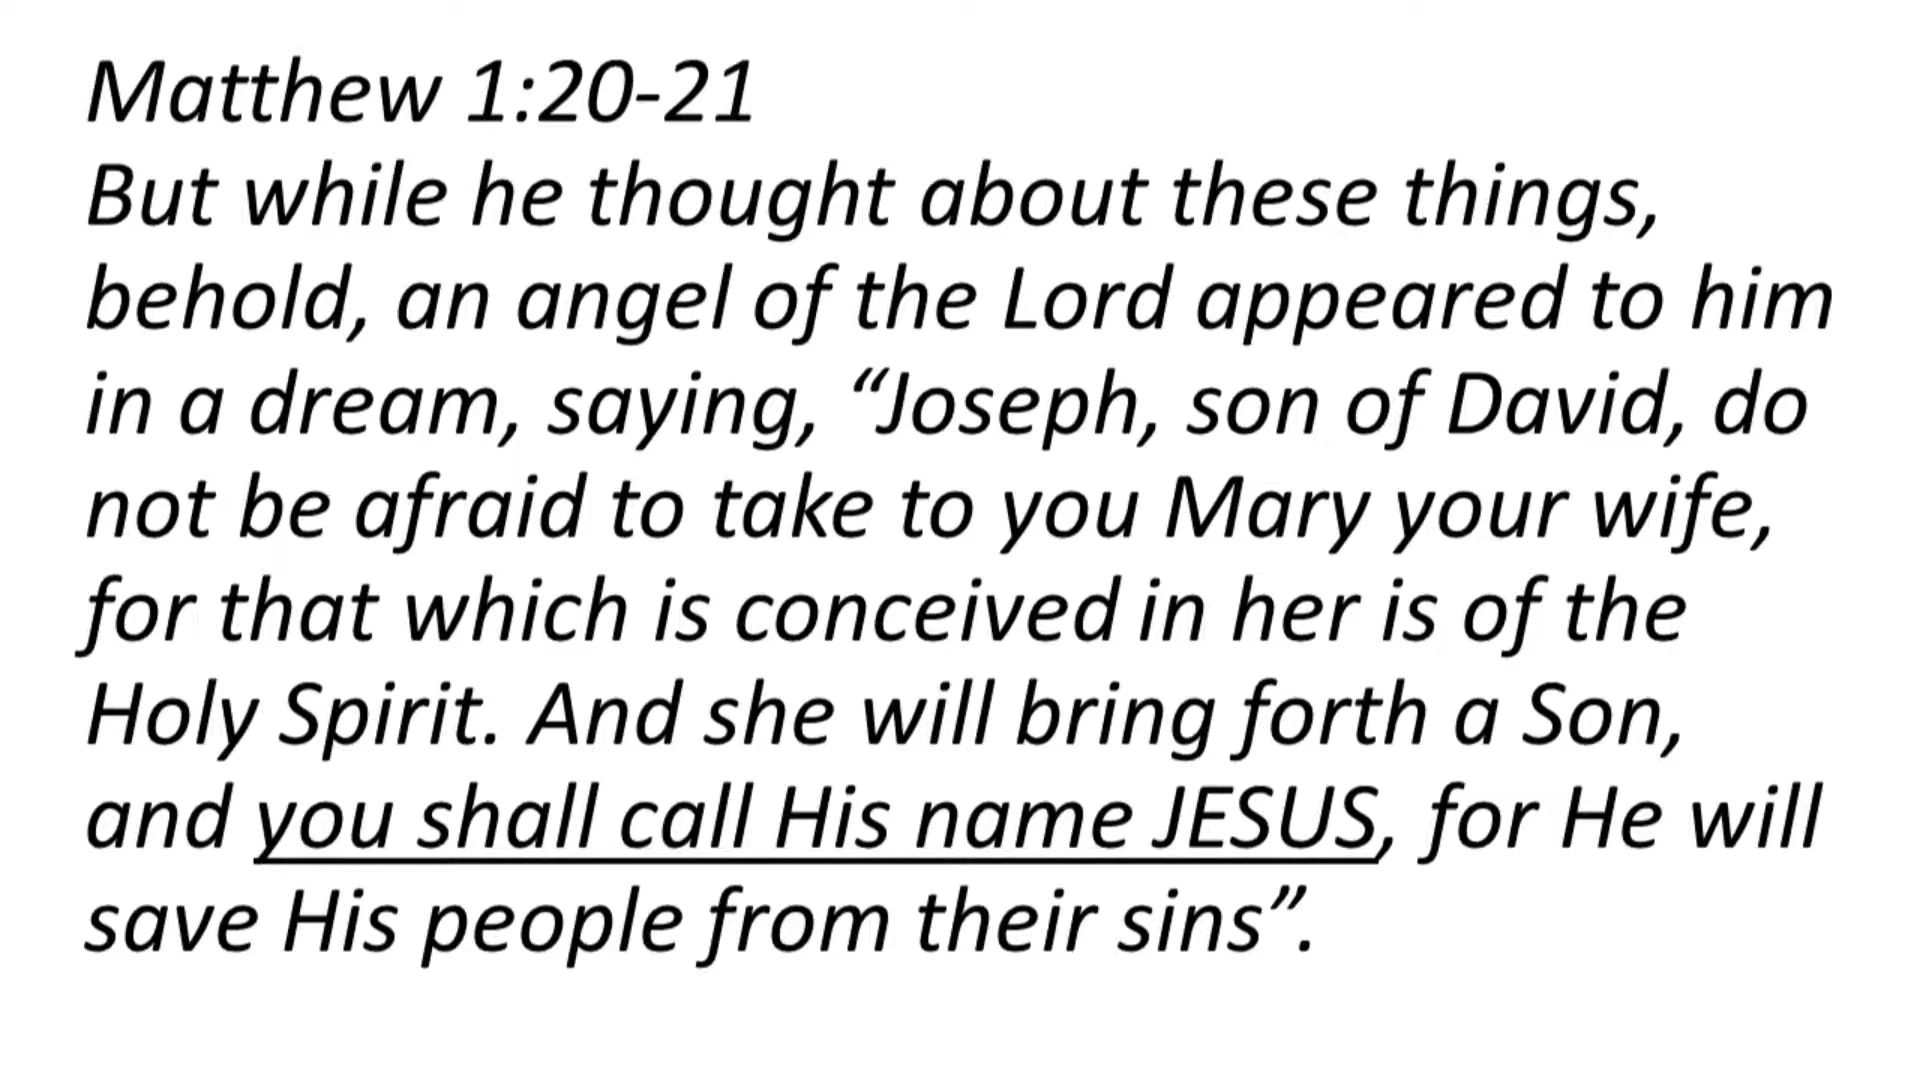 Matthew 1:20-21
But while he thought about these things,
behold, an angel of the Lord appeared to him
in a dream, saying, “Joseph, son of David, do
not be afraid to take to you Mary your wife,
for that which is conceived in her is of the
Holy Spirit. And she will bring forth a Son,
and you shall call His name JESUS, for He will
save His people from their sins”.